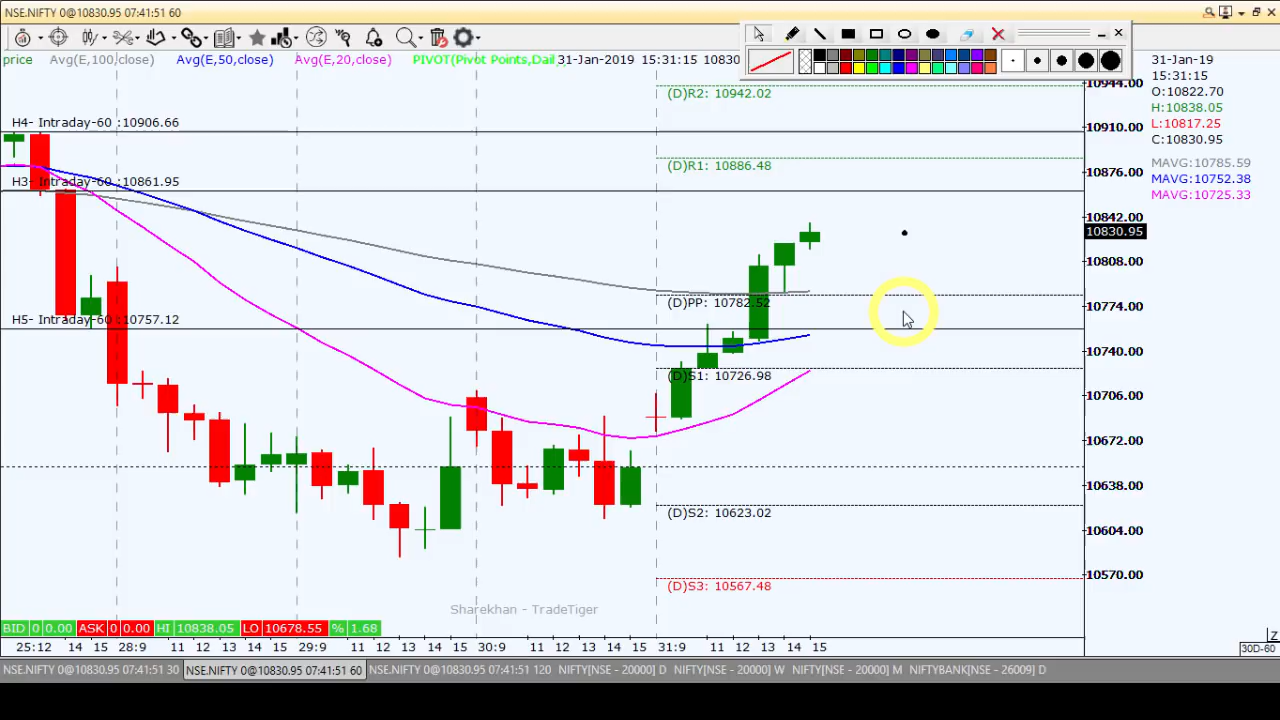 NSE.NIFTY 0@10830.95 07:41:51 60
price Avg(E,100,close) Avg(E,50,close) Avg(E,20,close) PIVOT(Pivot Points,Dail 31-Jan-2019 15:31:15 10830
31-Jan-19
15:31:15
O:10822.70
H:10838.05
L:10817.25
C:10830.95
MAVG:10785.59
MAVG:10752.38
MAVG:10725.33
10944.00
10910.00
10876.00
10842.00
10830.95
10808.00
10774.00
10740.00
10706.00
10672.00
10638.00
10604.00
10570.00
(D)R2: 10942.02
H4- Intraday-60 :10906.66
(D)R1: 10886.48
H3- Intraday-60 :10861.95
(D)PP: 10782.52
H5- Intraday-60 :10757.12
(D)S1: 10726.98
(D)S2: 10623.02
(D)S3: 10567.48
Sharekhan - TradeTiger
BID 0 0.00 ASK 0 0.00 HI 10838.05 LO 10678.55 % 1.68
25:12 14 15 28:9 11 12 13 14 15 29:9 11 12 13 14 15 30:9 11 12 13 14 15 31:9 11 12 13 14 15
Z
30D-60
NSE.NIFTY 0@10830.95 07:41:51 30 NSE.NIFTY 0@10830.95 07:41:51 60 NSE.NIFTY 0@10830.95 07:41:51 120 NIFTY[NSE - 20000] D NIFTY[NSE - 20000] W NIFTY[NSE - 20000] M NIFTYBANK[NSE - 26009] D